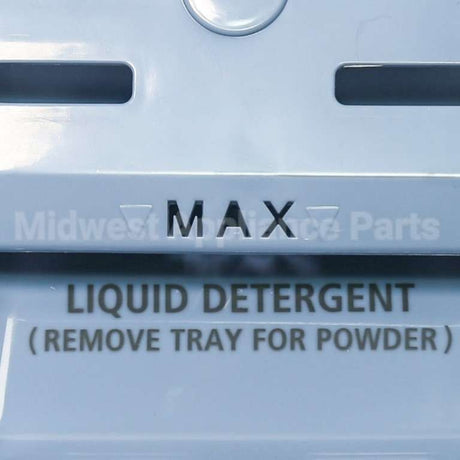 MAX
Midwest Appliance Parts
LIQUID DETERGENT
(REMOVE TRAY FOR POWDER)